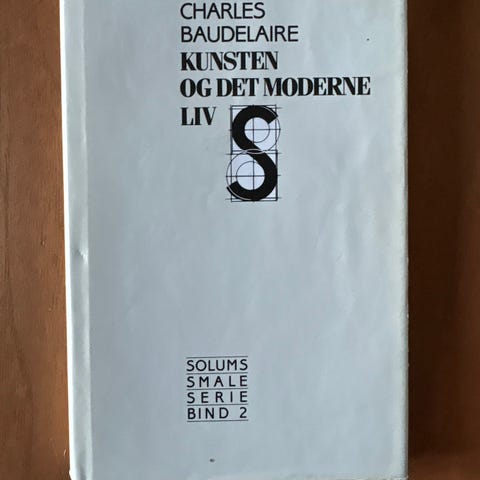 CHARLES
BAUDELAIRE
KUNSTEN
OG DET MODERNE
LIV
S
SOLUMS
SMALE
SERIE
BIND 2